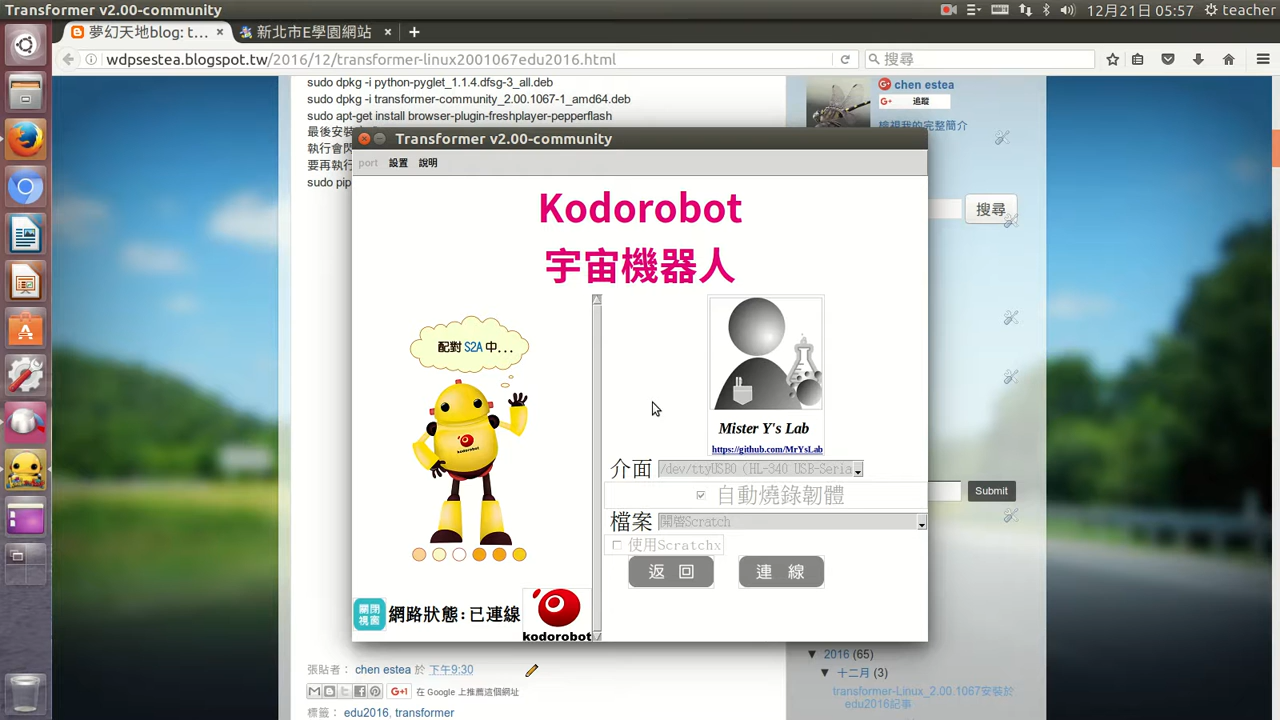 Transformer v2.00-community
12月21日 05:57
teacher
夢幻天地blog: t...
新北市E學園網站
wdpsestea.blogspot.tw/2016/12/transformer-linux2001067edu2016.html
搜尋
sudo dpkg -i python-pyglet_1.1.4.dfsg-3_all.deb
sudo dpkg -i transformer-community_2.00.1067-1_amd64.deb
sudo apt-get install browser-plugin-freshplayer-pepperflash
最後安裝
執行會閃
要再執行
sudo pip
chen estea
追蹤
檢視我的完整簡介
搜尋
Submit
Transformer v2.00-community
port 設置 說明
Kodorobot
宇宙機器人
配對 S2A 中...
kodorobot
Mister Y's Lab
https://github.com/MrYsLab
介面 /dev/ttyUSB0 (HL-340 USB-Seria
自動燒錄韌體
檔案 開啓Scratch
使用Scratchx
返 回 連 線
關閉
視窗
網路狀態:已連線
kodorobot
張貼者: chen estea 於 下午9:30
在 Google 上推薦這個網址
標籤: edu2016, transformer
▼ 2016 (65)
▼ 十二月 (3)
transformer-Linux_2.00.1067安裝於
edu2016記事